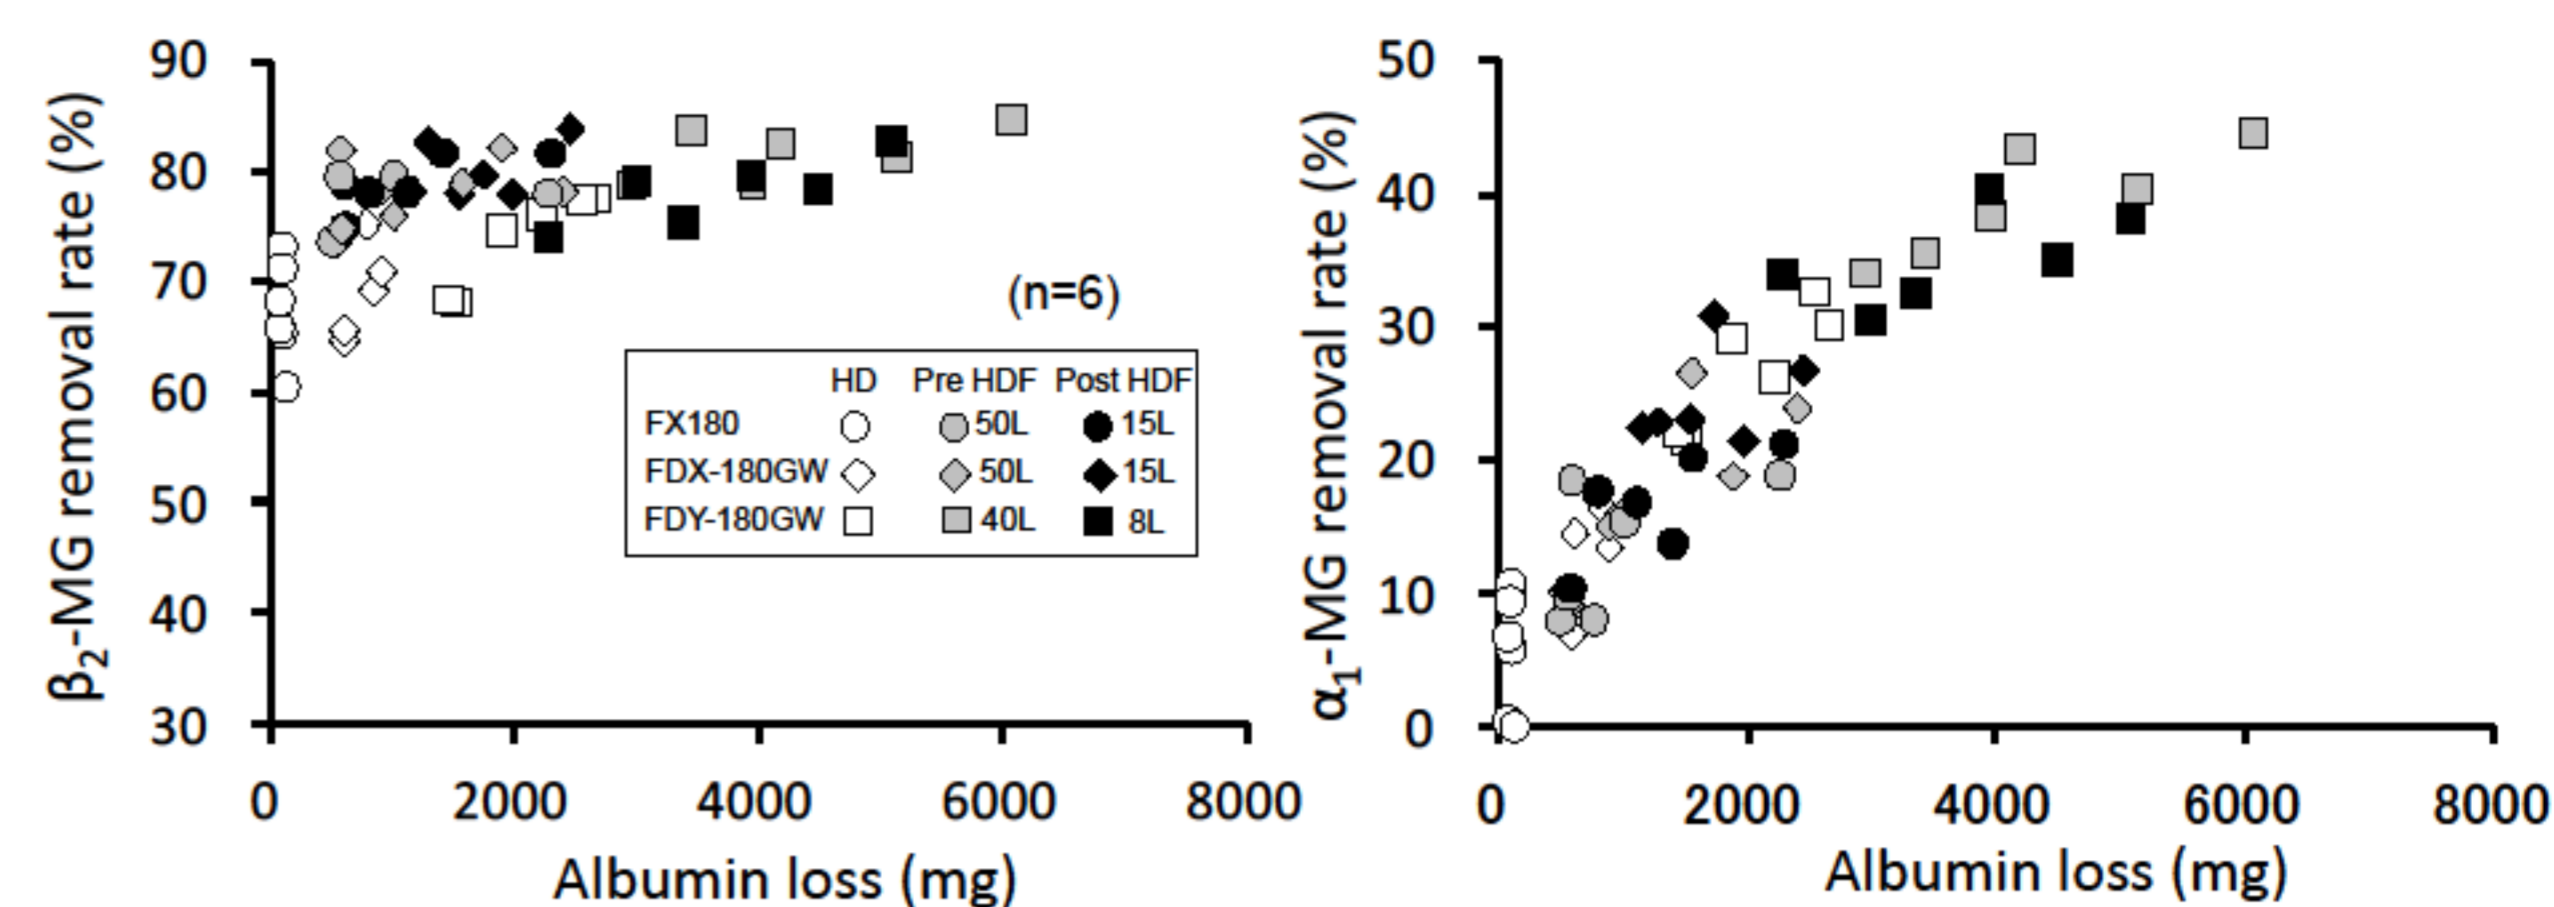 β2-MG removal rate (%)
90
80
70
60
50
40
30
0 2000 4000 6000 8000
Albumin loss (mg)
(n=6)
HD Pre HDF Post HDF
FX180 50L 15L
FDX-180GW 50L 15L
FDY-180GW 40L 8L
α1-MG removal rate (%)
50
40
30
20
10
0
0 2000 4000 6000 8000
Albumin loss (mg)